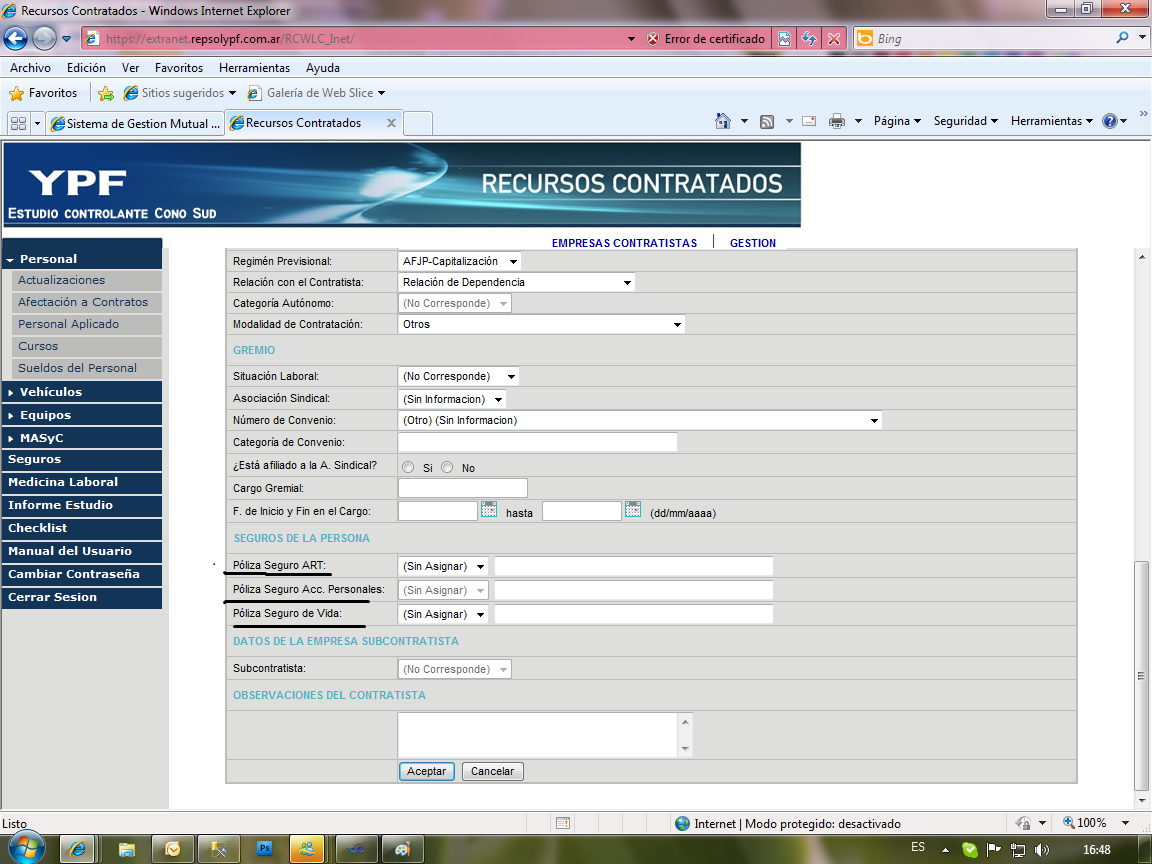 Recursos Contratados - Windows Internet Explorer
https://extranet.repsolypf.com.ar/RCWLC_Inet/ Error de certificado Bing
Archivo Edición Ver Favoritos Herramientas Ayuda
Favoritos Sitios sugeridos Galería de Web Slice
Sistema de Gestion Mutual ... Recursos Contratados Página Seguridad Herramientas
YPF
RECURSOS CONTRATADOS
ESTUDIO CONTROLANTE CONO SUD
EMPRESAS CONTRATISTAS GESTION
Personal
Actualizaciones
Afectación a Contratos
Personal Aplicado
Cursos
Sueldos del Personal
Vehículos
Equipos
MASyC
Seguros
Medicina Laboral
Informe Estudio
Checklist
Manual del Usuario
Cambiar Contraseña
Cerrar Sesion
Regimén Previsional: AFJP-Capitalización
Relación con el Contratista: Relación de Dependencia
Categoría Autónomo: (No Corresponde)
Modalidad de Contratación: Otros
GREMIO
Situación Laboral: (No Corresponde)
Asociación Sindical: (Sin Informacion)
Número de Convenio: (Otro) (Sin Informacion)
Categoría de Convenio:
¿Está afiliado a la A. Sindical? Si No
Cargo Gremial:
F. de Inicio y Fin en el Cargo: hasta (dd/mm/aaaa)
SEGUROS DE LA PERSONA
Póliza Seguro ART: (Sin Asignar)
Póliza Seguro Acc. Personales: (Sin Asignar)
Póliza Seguro de Vida: (Sin Asignar)
DATOS DE LA EMPRESA SUBCONTRATISTA
Subcontratista: (No Corresponde)
OBSERVACIONES DEL CONTRATISTA
Aceptar Cancelar
Listo Internet | Modo protegido: desactivado 100%
Ps ES 16:48